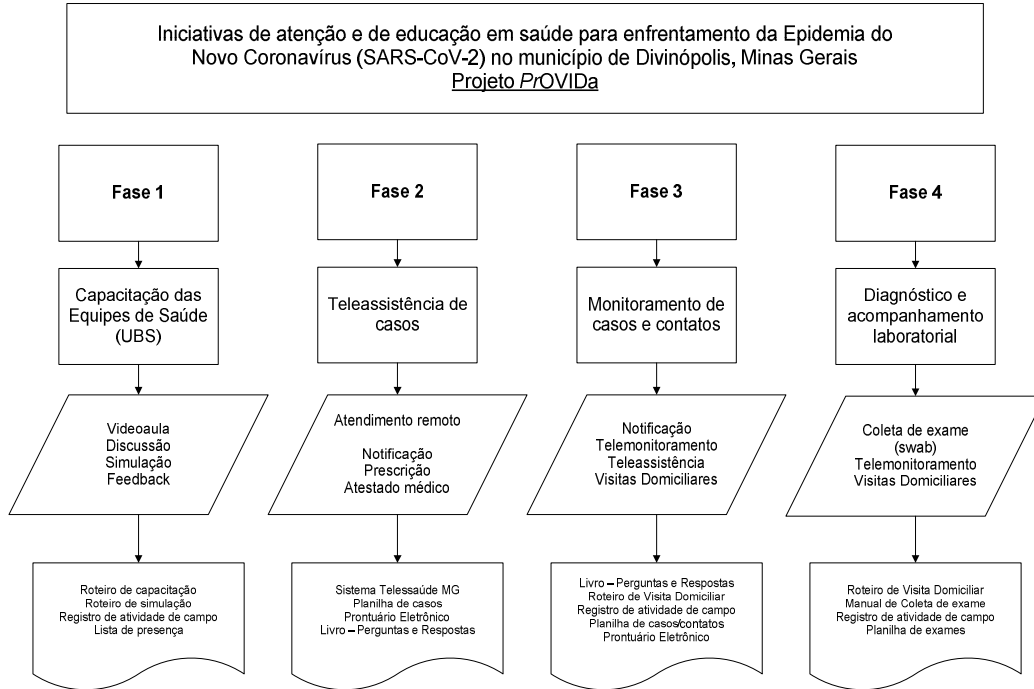 Iniciativas de atenção e de educação em saúde para enfrentamento da Epidemia do
Novo Coronavírus (SARS-CoV-2) no município de Divinópolis, Minas Gerais
Projeto PrOVIDa
Fase 1
Capacitação das
Equipes de Saúde
(UBS)
Videoaula
Discussão
Simulação
Feedback
Roteiro de capacitação
Roteiro de simulação
Registro de atividade de campo
Lista de presença
Fase 2
Teleassistência de
casos
Atendimento remoto
Notificação
Prescrição
Atestado médico
Sistema Telessaúde MG
Planilha de casos
Prontuário Eletrônico
Livro – Perguntas e Respostas
Fase 3
Monitoramento de
casos e contatos
Notificação
Telemonitoramento
Teleassistência
Visitas Domiciliares
Livro – Perguntas e Respostas
Roteiro de Visita Domiciliar
Registro de atividade de campo
Planilha de casos/contatos
Prontuário Eletrônico
Fase 4
Diagnóstico e
acompanhamento
laboratorial
Coleta de exame
(swab)
Telemonitoramento
Visitas Domiciliares
Roteiro de Visita Domiciliar
Manual de Coleta de exame
Registro de atividade de campo
Planilha de exames